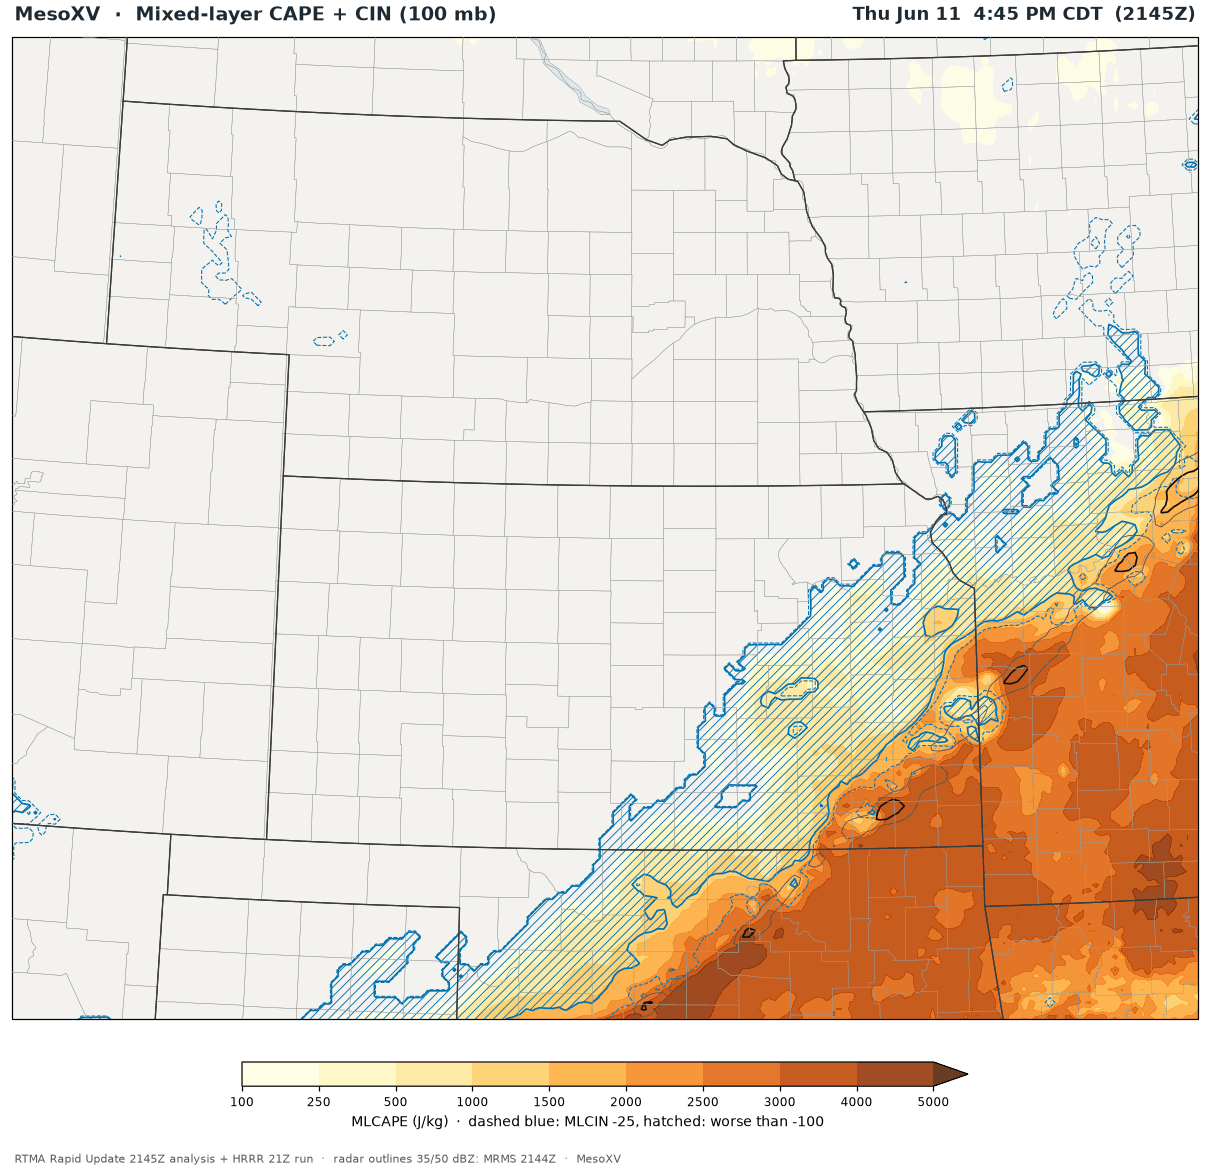 MesoXV · Mixed-layer CAPE + CIN (100 mb)
Thu Jun 11 4:45 PM CDT (2145Z)
100 250 500 1000 1500 2000 2500 3000 4000 5000
MLCAPE (J/kg) · dashed blue: MLCIN -25, hatched: worse than -100
RTMA Rapid Update 2145Z analysis + HRRR 21Z run · radar outlines 35/50 dBZ: MRMS 2144Z · MesoXV